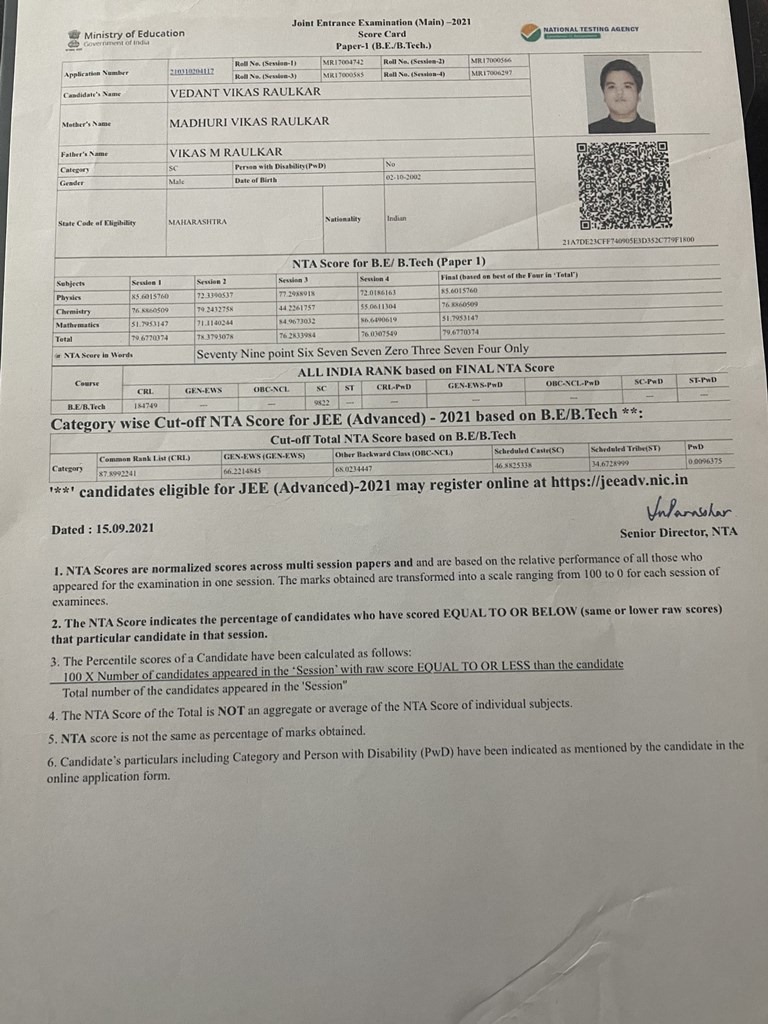 Joint Entrance Examination (Main) –2021
Score Card
Paper-1 (B.E./B.Tech.)
Ministry of Education
Government of India
NATIONAL TESTING AGENCY
Application Number 210310204117 Roll No. (Session-1) MR17004742 Roll No. (Session-2) MR17000566
Roll No. (Session-3) MR17000585 Roll No. (Session-4) MR17006297
Candidate's Name VEDANT VIKAS RAULKAR
Mother's Name MADHURI VIKAS RAULKAR
Father's Name VIKAS M RAULKAR
Category SC Person with Disability(PwD) No
Gender Male Date of Birth 02-10-2002
State Code of Eligibility MAHARASHTRA Nationality Indian
21A7DE23CFF740905E3D352C779F1800
NTA Score for B.E/ B.Tech (Paper 1)
Subjects Session 1 Session 2 Session 3 Session 4 Final (based on best of the Four in 'Total')
Physics 85.6015760 72.3390537 77.2988918 72.0186163 85.6015760
Chemistry 76.8860509 79.2432758 44.2261757 55.0611304 76.8860509
Mathematics 51.7953147 71.1140244 84.9673032 86.6490619 51.7953147
Total 79.6770374 78.3793078 76.2833984 76.0307549 79.6770374
NTA Score in Words Seventy Nine point Six Seven Seven Zero Three Seven Four Only
ALL INDIA RANK based on FINAL NTA Score
Course CRL GEN-EWS OBC-NCL SC ST CRL-PwD GEN-EWS-PwD OBC-NCL-PwD SC-PwD ST-PwD
B.E/B.Tech 184749 --- --- 9822 --- --- --- --- --- ---
Category wise Cut-off NTA Score for JEE (Advanced) - 2021 based on B.E/B.Tech **:
Cut-off Total NTA Score based on B.E/B.Tech
Category Common Rank List (CRL) GEN-EWS (GEN-EWS) Other Backward Class (OBC-NCL) Scheduled Caste(SC) Scheduled Tribe(ST) PwD
87.8992241 66.2214845 68.0234447 46.8825338 34.6728999 0.0096375
'**' candidates eligible for JEE (Advanced)-2021 may register online at https://jeeadv.nic.in
Dated : 15.09.2021
Senior Director, NTA
1. NTA Scores are normalized scores across multi session papers and and are based on the relative performance of all those who
appeared for the examination in one session. The marks obtained are transformed into a scale ranging from 100 to 0 for each session of
examinees.
2. The NTA Score indicates the percentage of candidates who have scored EQUAL TO OR BELOW (same or lower raw scores)
that particular candidate in that session.
3. The Percentile scores of a Candidate have been calculated as follows:
100 X Number of candidates appeared in the 'Session' with raw score EQUAL TO OR LESS than the candidate
Total number of the candidates appeared in the 'Session"
4. The NTA Score of the Total is NOT an aggregate or average of the NTA Score of individual subjects.
5. NTA score is not the same as percentage of marks obtained.
6. Candidate's particulars including Category and Person with Disability (PwD) have been indicated as mentioned by the candidate in the
online application form.